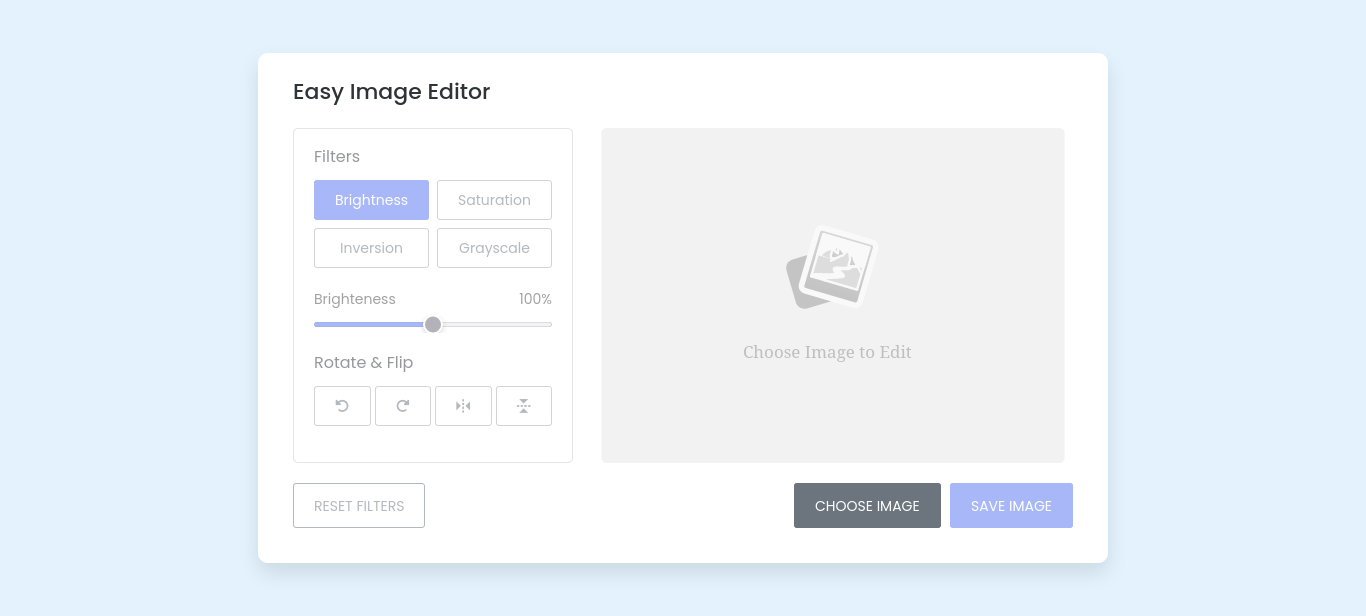 Easy Image Editor
Filters
Brightness Saturation
Inversion Grayscale
Brighteness 100%
Rotate & Flip
Choose Image to Edit
RESET FILTERS CHOOSE IMAGE SAVE IMAGE